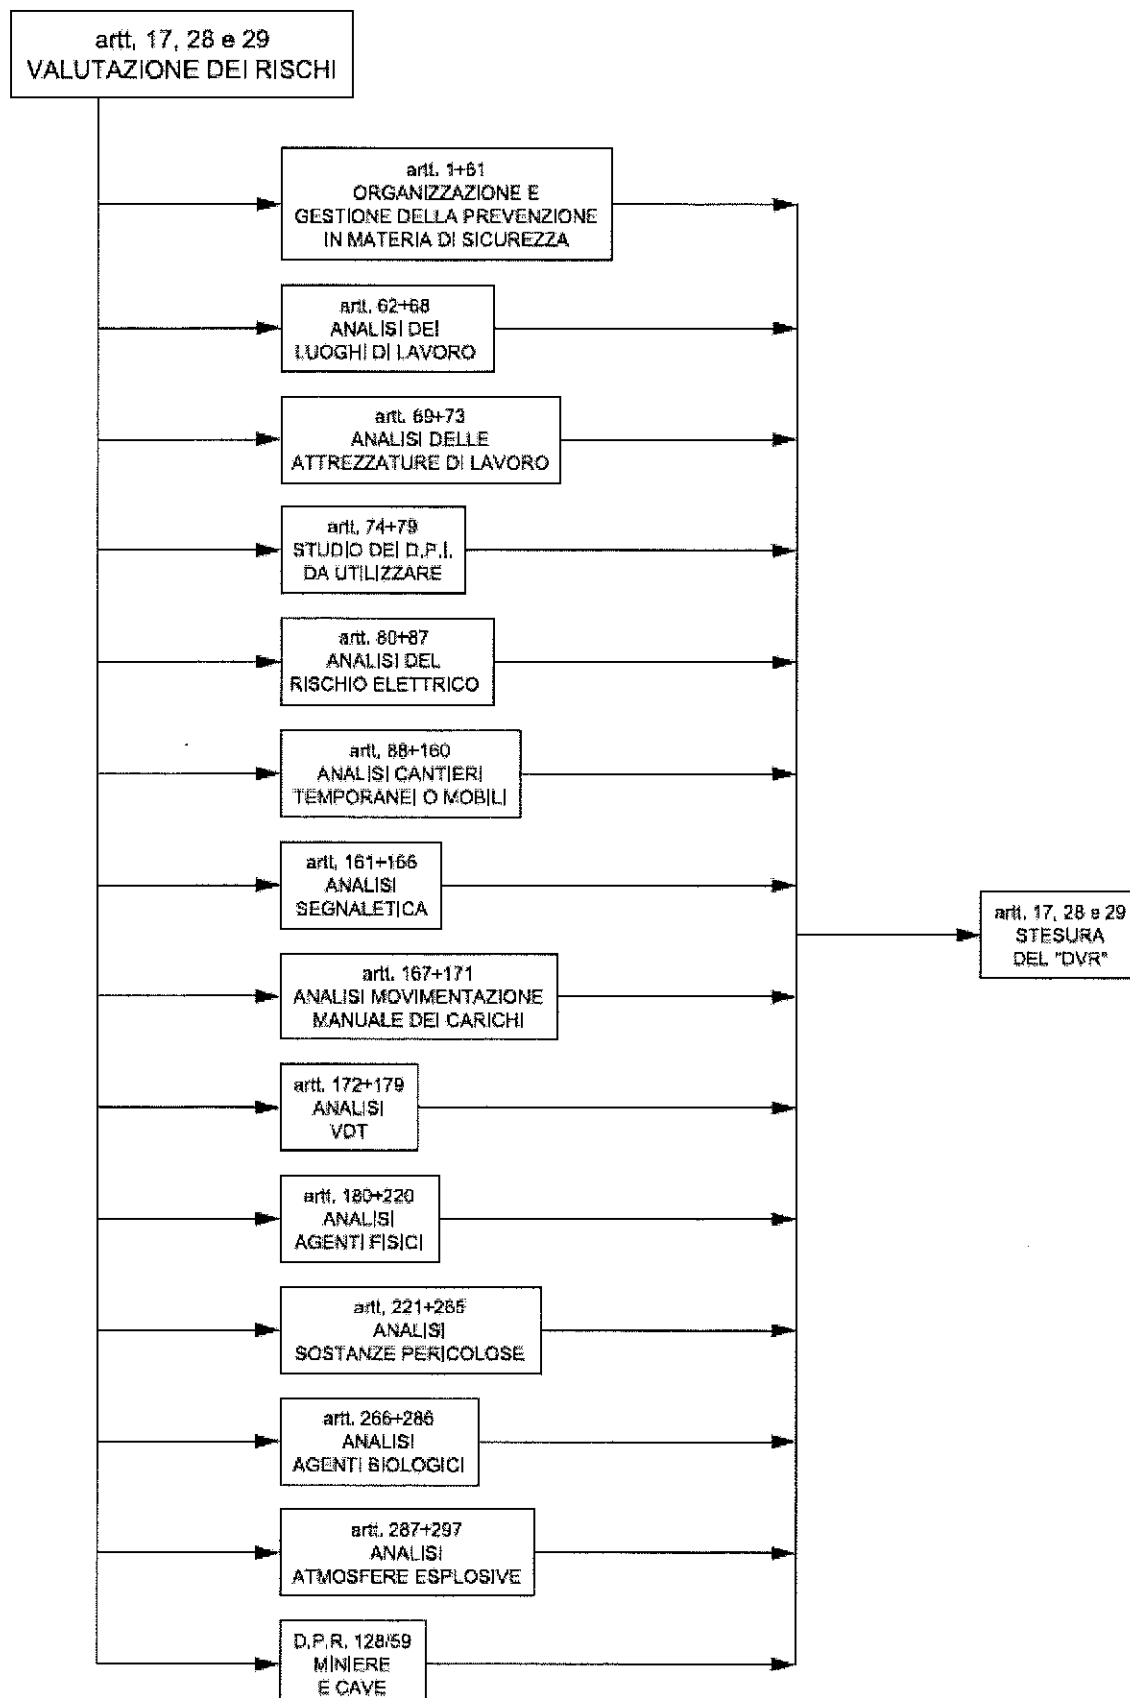 artt. 17, 28 e 29
VALUTAZIONE DEI RISCHI
artt. 1÷61
ORGANIZZAZIONE E
GESTIONE DELLA PREVENZIONE
IN MATERIA DI SICUREZZA
artt. 62÷68
ANALISI DEI
LUOGHI DI LAVORO
artt. 69÷73
ANALISI DELLE
ATTREZZATURE DI LAVORO
artt. 74÷79
STUDIO DEI D.P.I.
DA UTILIZZARE
artt. 80÷87
ANALISI DEL
RISCHIO ELETTRICO
artt. 88÷160
ANALISI CANTIERI
TEMPORANEI O MOBILI
artt. 161÷166
ANALISI
SEGNALETICA
artt. 17, 28 e 29
STESURA
DEL "DVR"
artt. 167÷171
ANALISI MOVIMENTAZIONE
MANUALE DEI CARICHI
artt. 172÷179
ANALISI
VDT
artt. 180÷220
ANALISI
AGENTI FISICI
artt. 221÷265
ANALISI
SOSTANZE PERICOLOSE
artt. 266÷286
ANALISI
AGENTI BIOLOGICI
artt. 287÷297
ANALISI
ATMOSFERE ESPLOSIVE
D.P.R. 128/59
MINIERE
E CAVE